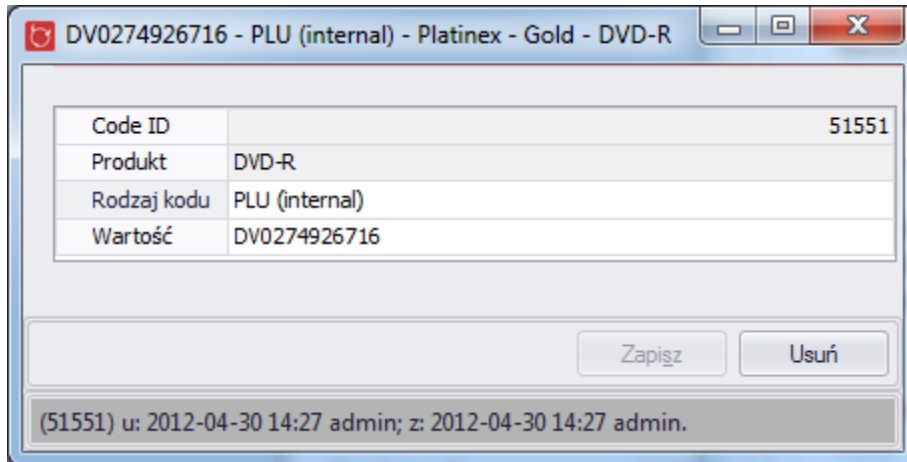 DV0274926716 - PLU (internal) - Platinex - Gold - DVD-R
Code ID 51551
Produkt DVD-R
Rodzaj kodu PLU (internal)
Wartość DV0274926716
Zapisz Usuń
(51551) u: 2012-04-30 14:27 admin; z: 2012-04-30 14:27 admin.